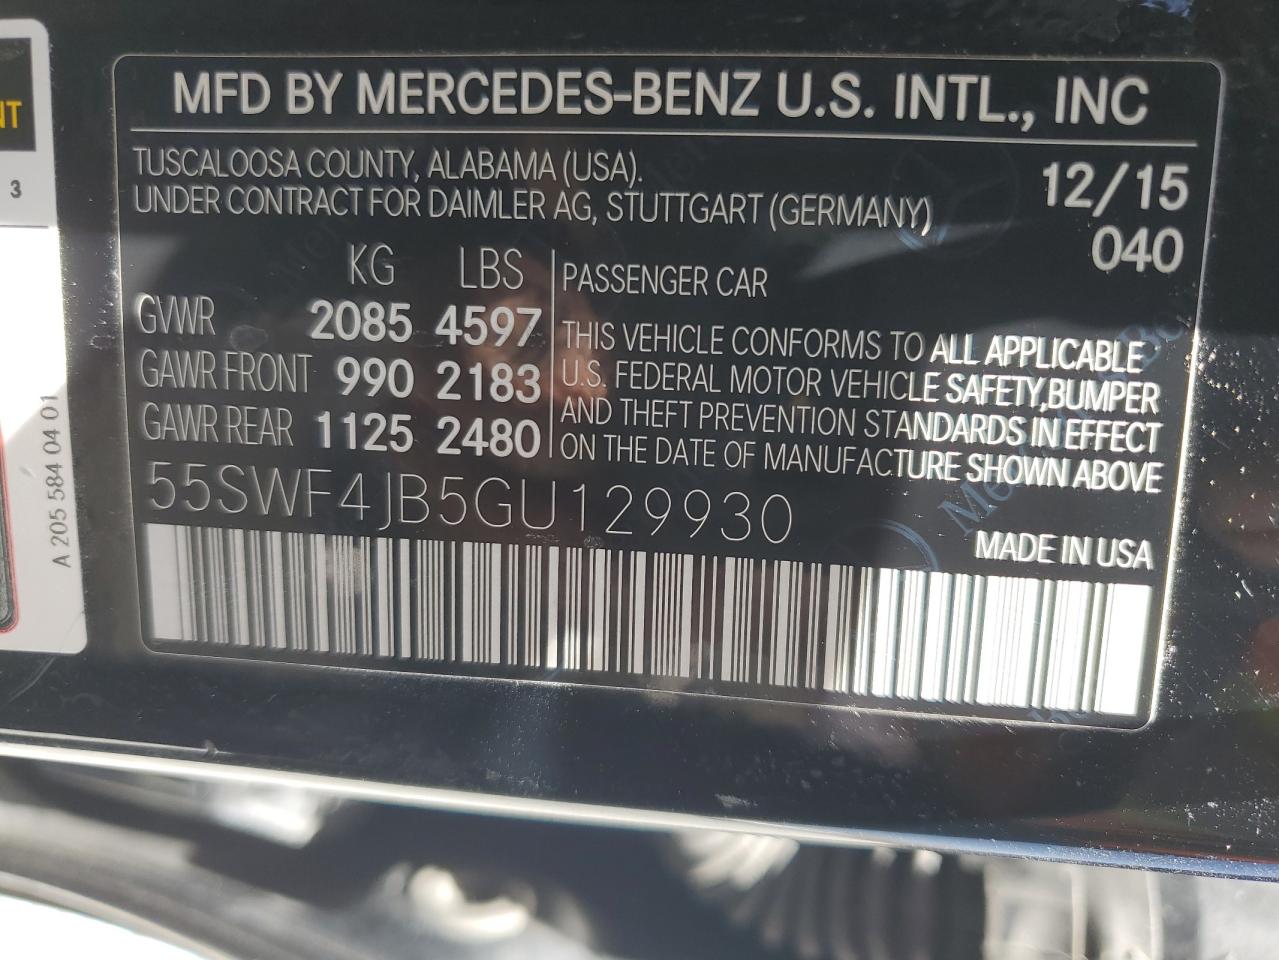 MFD BY MERCEDES-BENZ U.S. INTL., INC
TUSCALOOSA COUNTY, ALABAMA (USA).
UNDER CONTRACT FOR DAIMLER AG, STUTTGART (GERMANY)
12/15
040
KG LBS
GVWR 2085 4597
GAWR FRONT 990 2183
GAWR REAR 1125 2480
PASSENGER CAR
THIS VEHICLE CONFORMS TO ALL APPLICABLE
U.S. FEDERAL MOTOR VEHICLE SAFETY, BUMPER
AND THEFT PREVENTION STANDARDS IN EFFECT
ON THE DATE OF MANUFACTURE SHOWN ABOVE
55SWF4JB5GU129930
MADE IN USA
NT
3
A 205 584 04 01